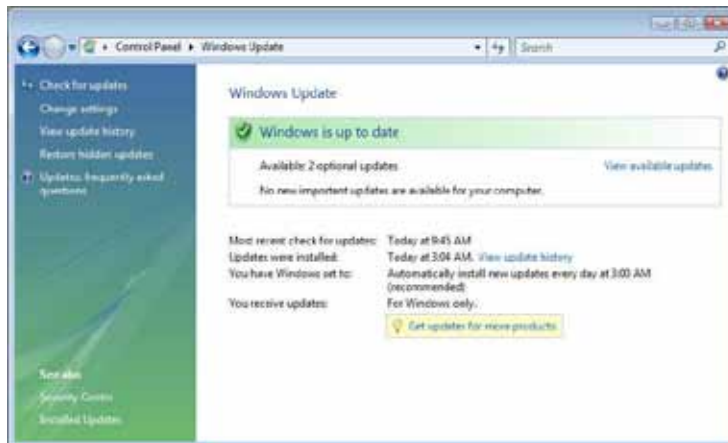 Control Panel Windows Update
Search
Check for updates
Change settings
View update history
Restore hidden updates
Updates: frequently asked
questions
Windows Update
Windows is up to date
Available: 2 optional updates
View available updates
No new important updates are available for your computer.
Most recent check for updates: Today at 9:45 AM
Updates were installed: Today at 3:04 AM. View update history
You have Windows set to: Automatically install new updates every day at 3:00 AM
(recommended)
You receive updates: For Windows only.
Get updates for more products
See also
Security Center
Installed Updates